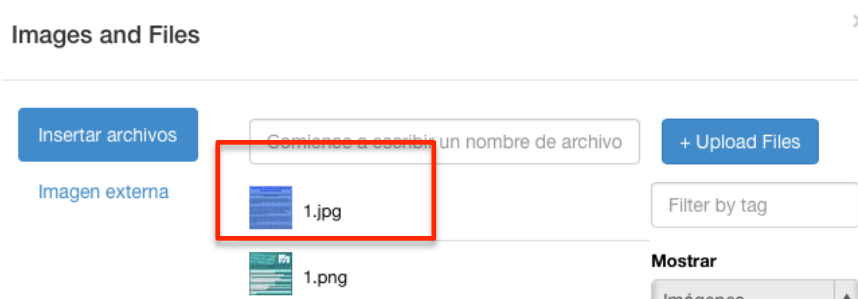 Images and Files
Insertar archivos
Comience a escribir un nombre de archivo
+ Upload Files
Imagen externa
1.jpg
Filter by tag
1.png
Mostrar
Imágenes